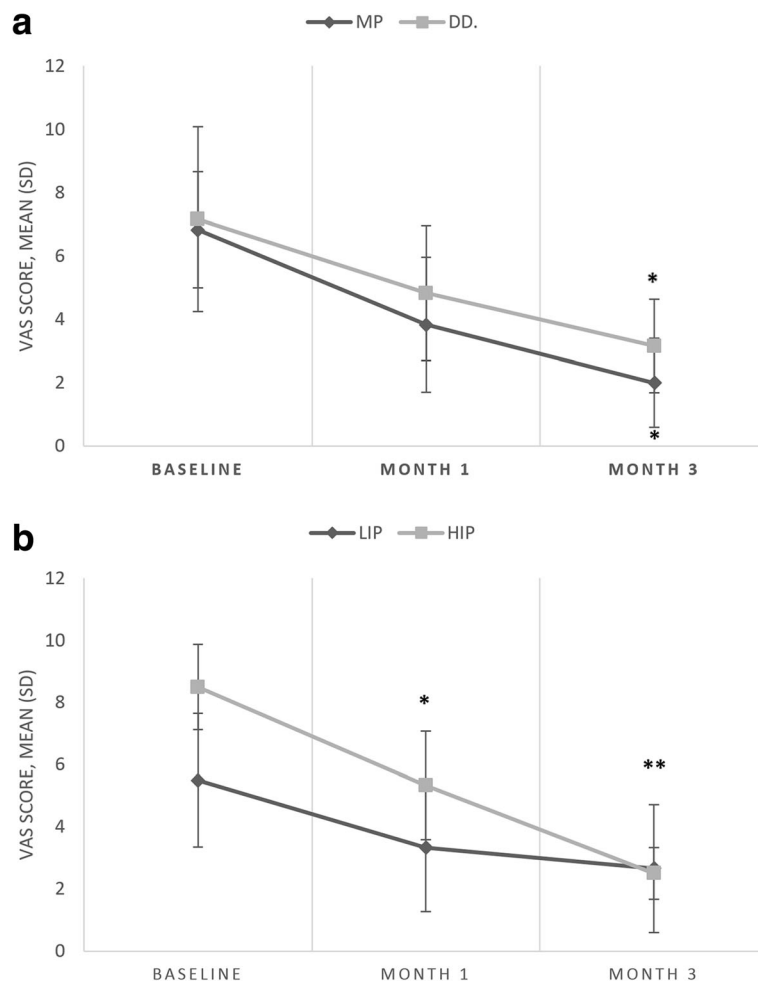 a
MP DD.
VAS SCORE, MEAN (SD)
12
10
8
6
4
2
0
*
*
BASELINE MONTH 1 MONTH 3
b
LIP HIP
VAS SCORE, MEAN (SD)
12
10
8
6
4
2
0
*
**
BASELINE MONTH 1 MONTH 3